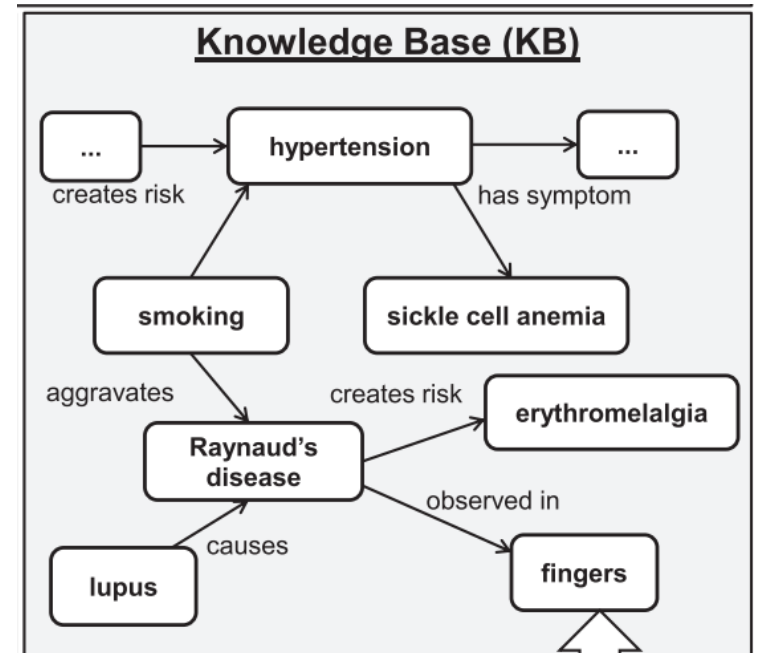 Knowledge Base (KB)
...
hypertension
...
creates risk
has symptom
smoking
sickle cell anemia
aggravates
creates risk
erythromelalgia
Raynaud's
disease
observed in
causes
fingers
lupus